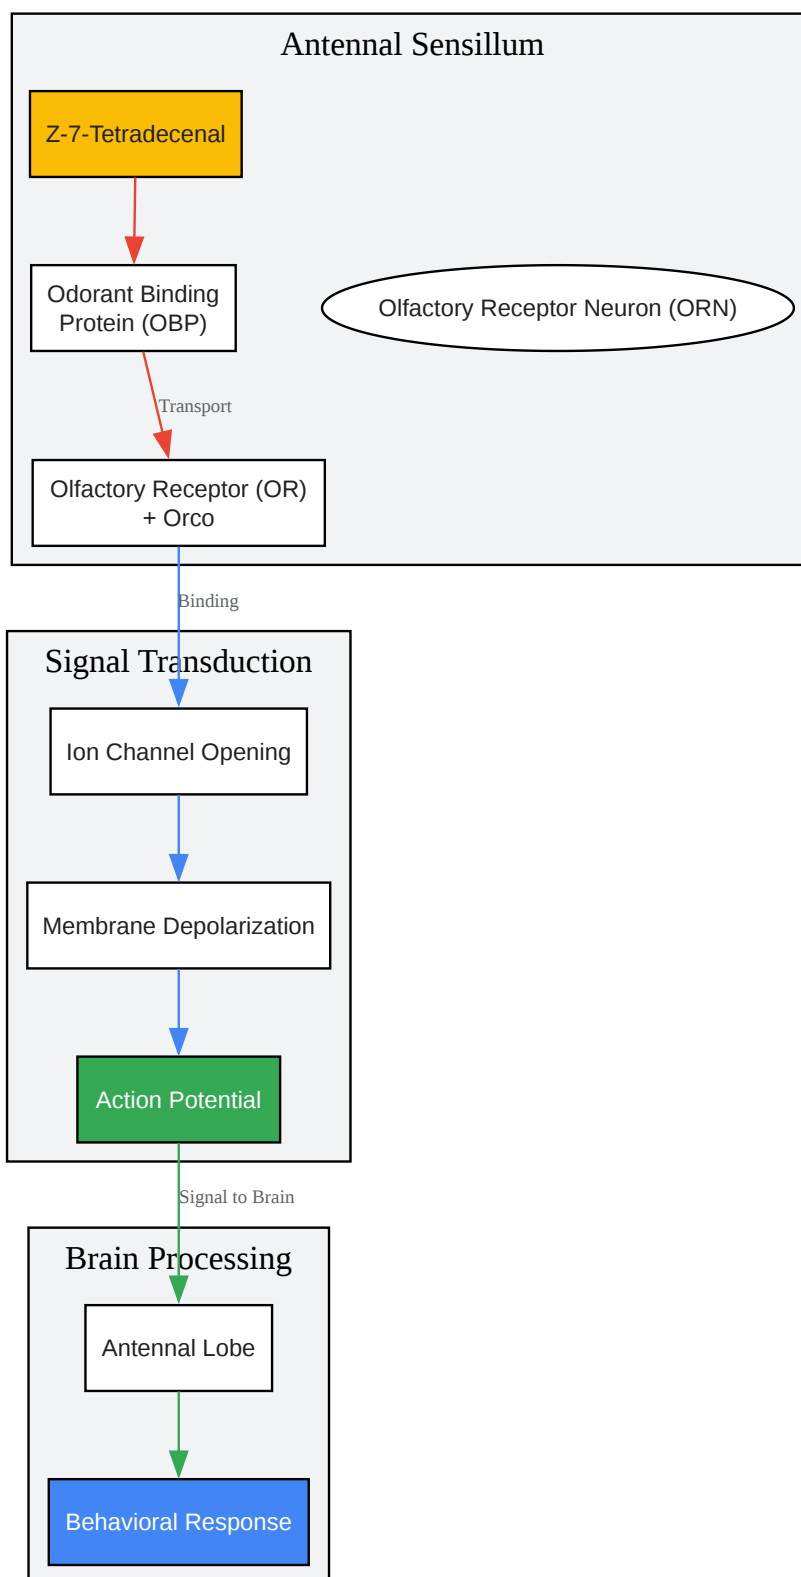 Antennal Sensillum
Z-7-Tetradecenal
Odorant Binding
Protein (OBP)
Olfactory Receptor Neuron (ORN)
Transport
Olfactory Receptor (OR)
+ Orco
Binding
Signal Transduction
Ion Channel Opening
Membrane Depolarization
Action Potential
Signal to Brain
Brain Processing
Antennal Lobe
Behavioral Response